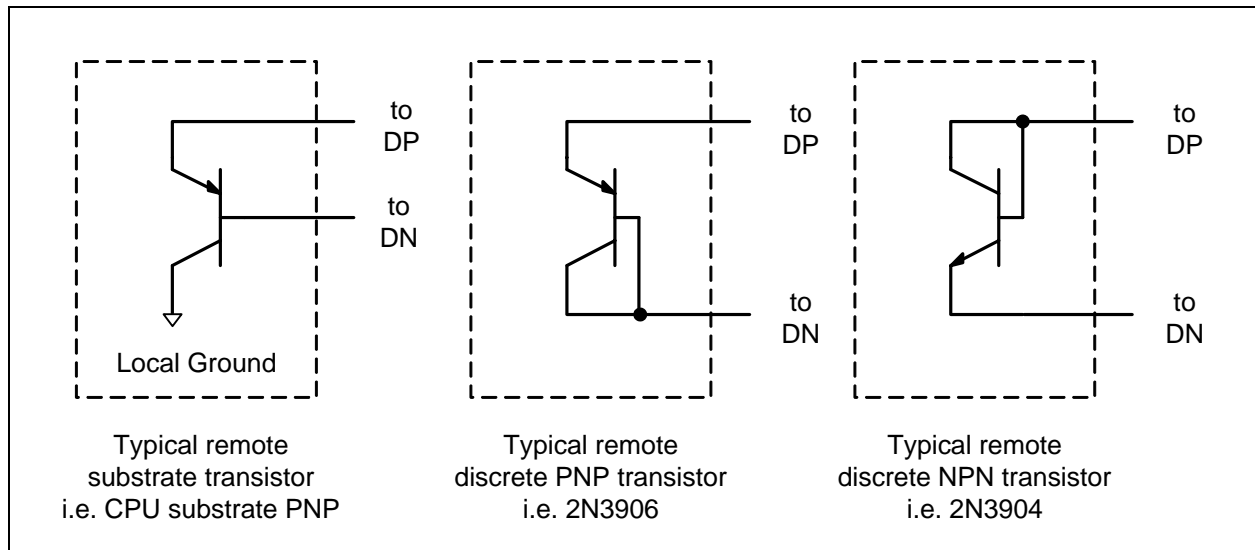 to
DP
to
DN
Local Ground
Typical remote
substrate transistor
i.e. CPU substrate PNP
to
DP
to
DN
Typical remote
discrete PNP transistor
i.e. 2N3906
to
DP
to
DN
Typical remote
discrete NPN transistor
i.e. 2N3904